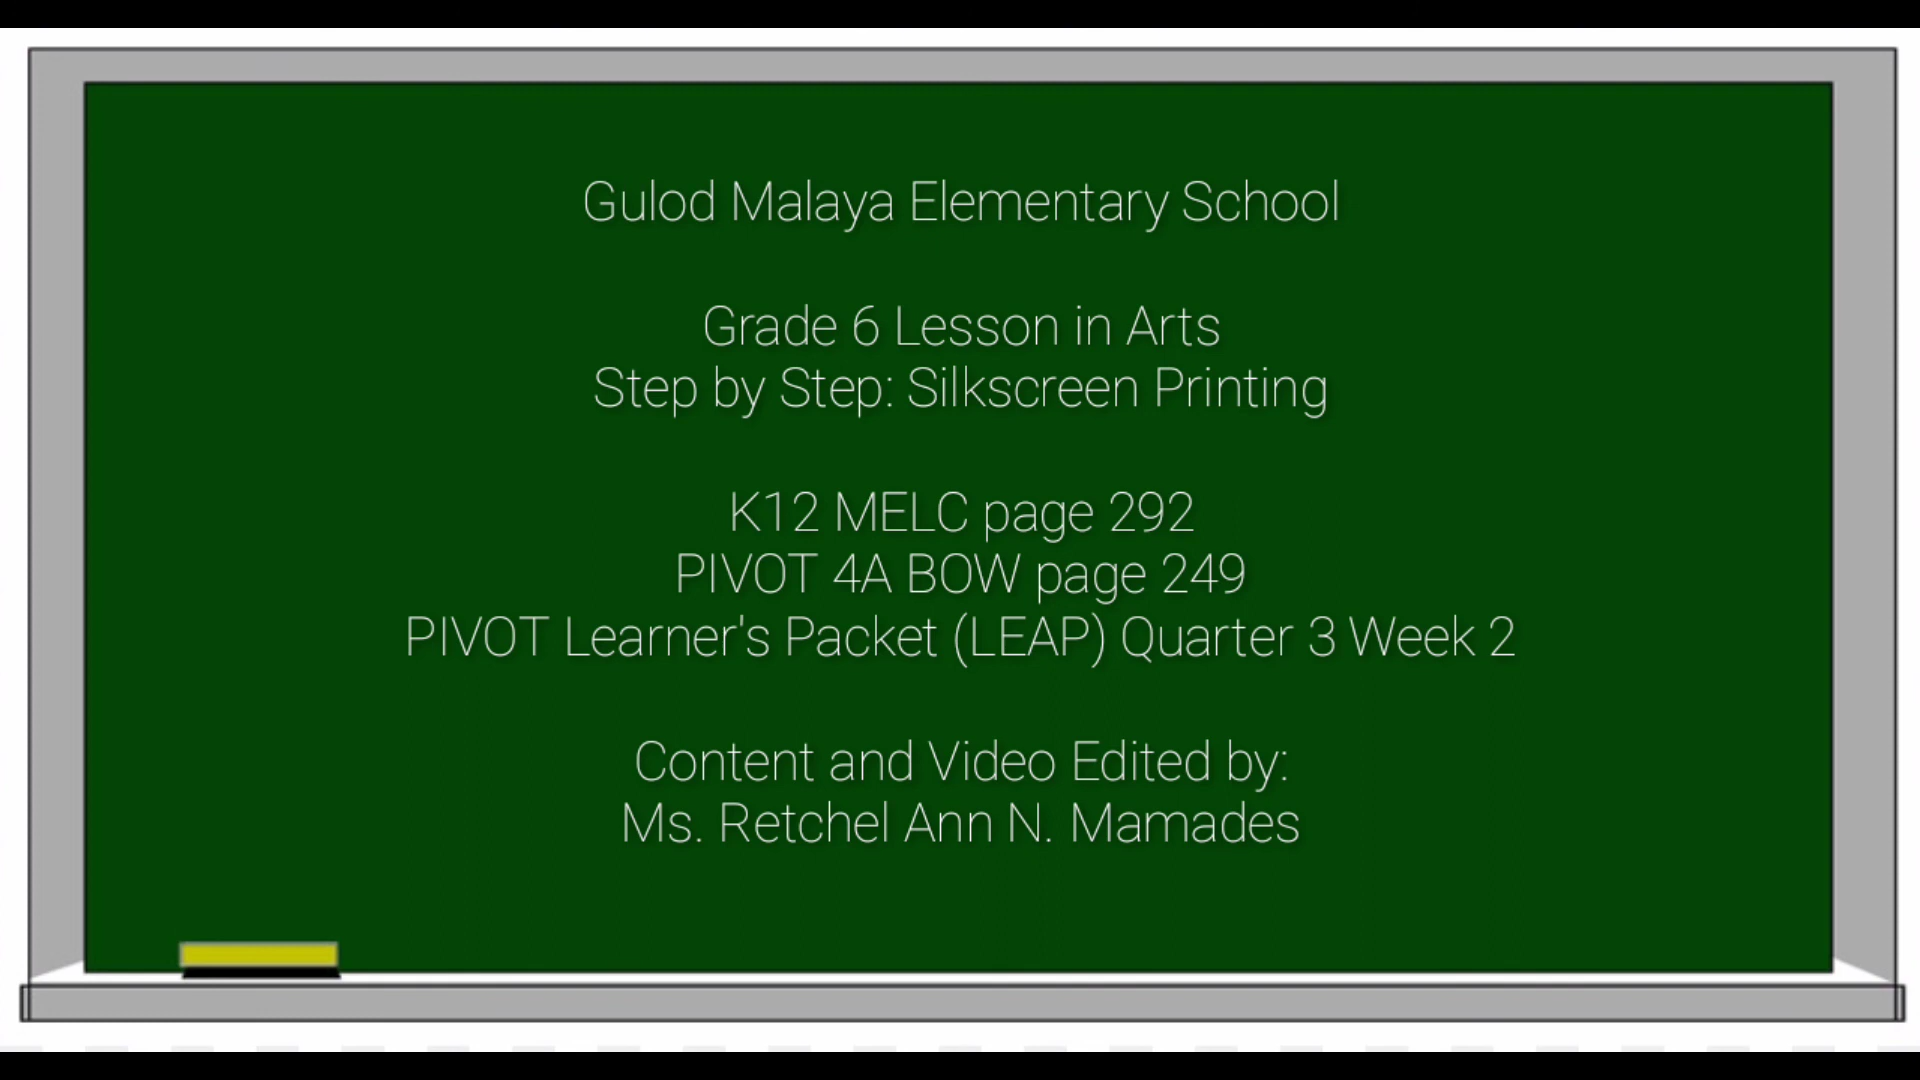 Gulod Malaya Elementary School
Grade 6 Lesson in Arts
Step by Step: Silkscreen Printing
K12 MELC page 292
PIVOT 4A BOW page 249
PIVOT Learner's Packet (LEAP) Quarter 3 Week 2
Content and Video Edited by:
Ms. Retchel Ann N. Mamades